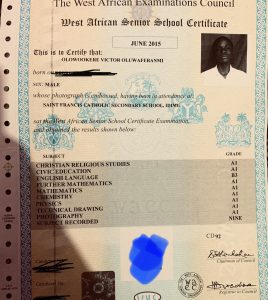 The West African Examinations Council
West African Senior School Certificate
JUNE 2015
This is to Certify that:
OLOWOOKERE VICTOR OLUWAFERANMI
born on
SEX: MALE
whose photograph is embossed, having been in attendance at
SAINT FRANCIS CATHOLIC SECONDARY SCHOOL, IDIMU
sat the West African Senior School Certificate Examination,
and obtained the results shown below:
SUBJECT GRADE
CHRISTIAN RELIGIOUS STUDIES A1
CIVIC EDUCATION A1
ENGLISH LANGUAGE A1
FURTHER MATHEMATICS A1
MATHEMATICS A1
CHEMISTRY A1
PHYSICS A1
TECHNICAL DRAWING A1
PHOTOGRAPHY A1
SUBJECT RECORDED NINE
Chairman of Council
Registrar to Council